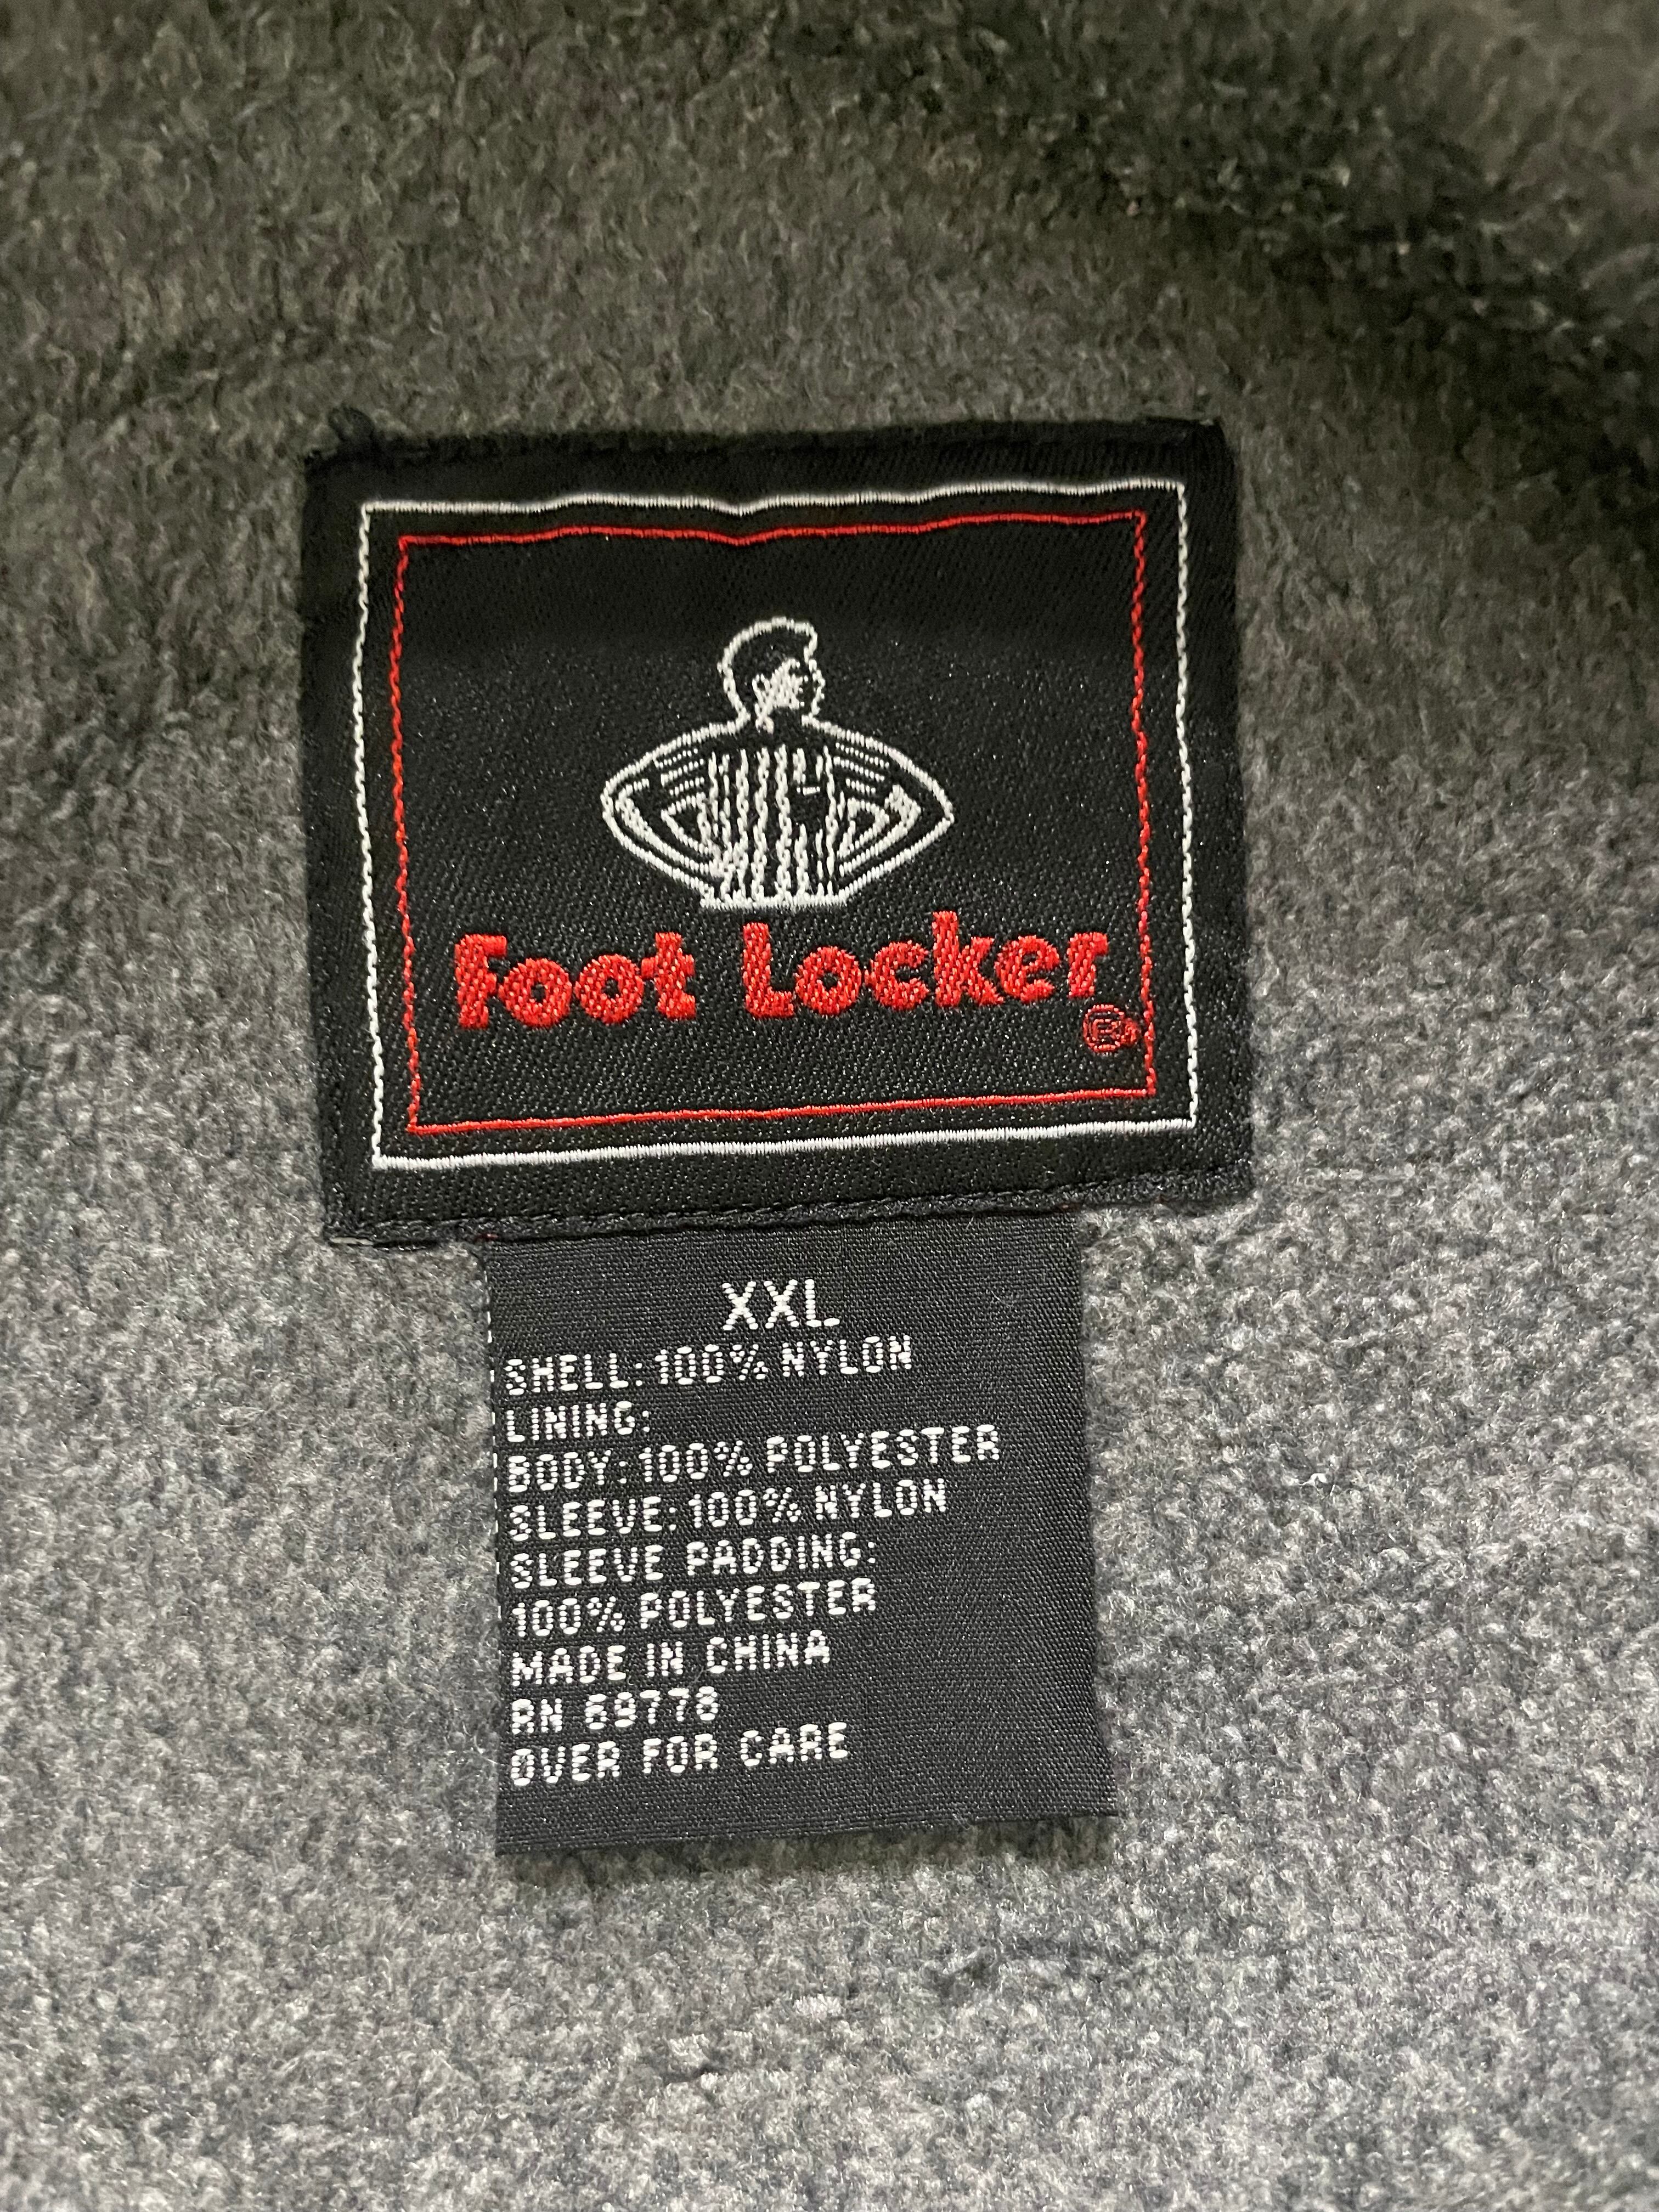 Foot Locker
®
XXL
SHELL: 100% NYLON
LINING:
BODY: 100% POLYESTER
SLEEVE: 100% NYLON
SLEEVE PADDING:
100% POLYESTER
MADE IN CHINA
RN 69778
OVER FOR CARE